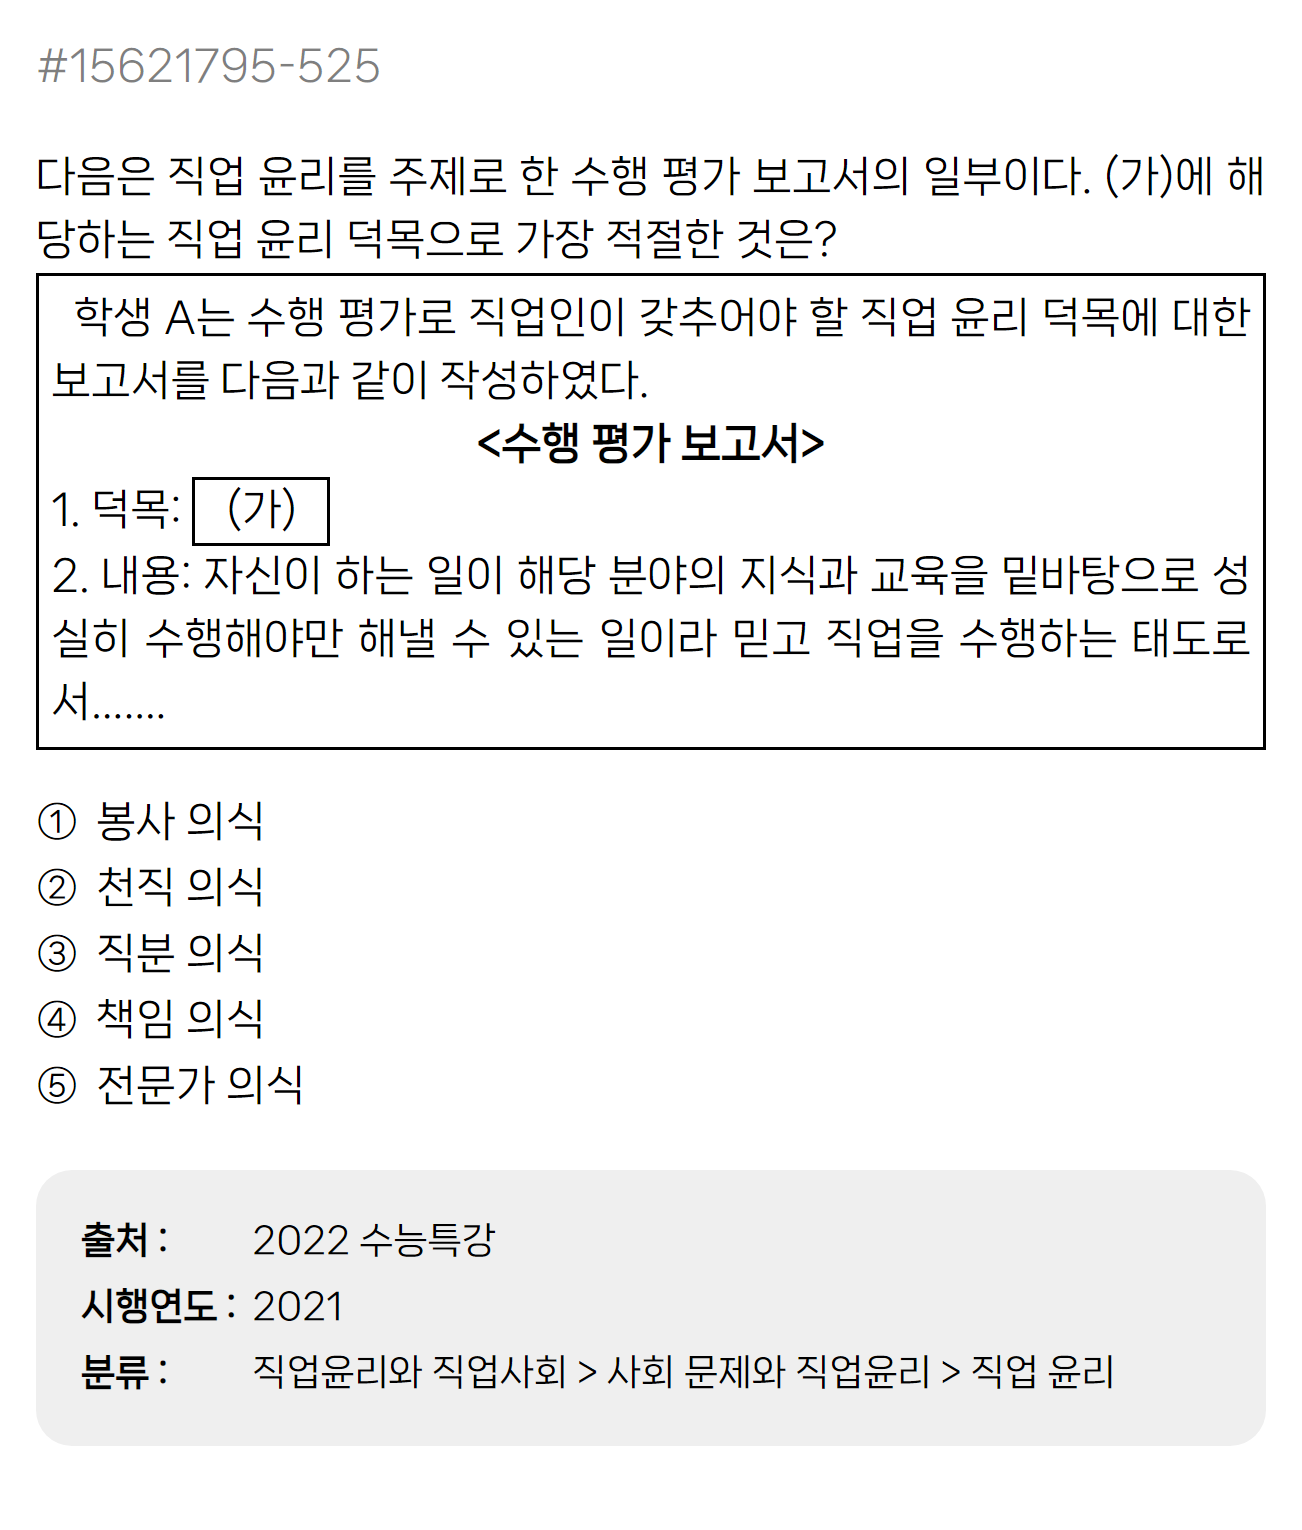 #15621795-525
다음은 직업 윤리를 주제로 한 수행 평가 보고서의 일부이다. (가)에 해
당하는 직업 윤리 덕목으로 가장 적절한 것은?
학생 A는 수행 평가로 직업인이 갖추어야 할 직업 윤리 덕목에 대한
보고서를 다음과 같이 작성하였다.
<수행 평가 보고서>
1. 덕목: (가)
2. 내용: 자신이 하는 일이 해당 분야의 지식과 교육을 밑바탕으로 성
실히 수행해야만 해낼 수 있는 일이라 믿고 직업을 수행하는 태도로
서.......
① 봉사 의식
② 천직 의식
③ 직분 의식
④ 책임 의식
⑤ 전문가 의식
출처 : 2022 수능특강
시행연도 : 2021
분류 : 직업윤리와 직업사회 > 사회 문제와 직업윤리 > 직업 윤리